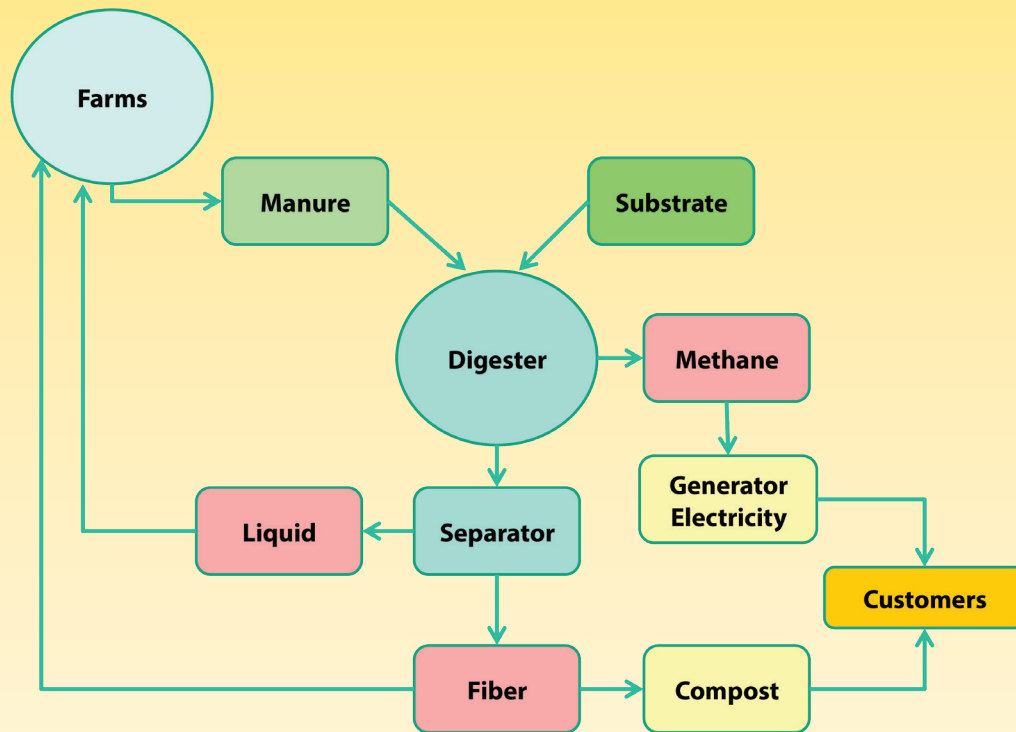 Farms
Manure
Substrate
Digester
Methane
Generator
Electricity
Liquid
Separator
Customers
Fiber
Compost